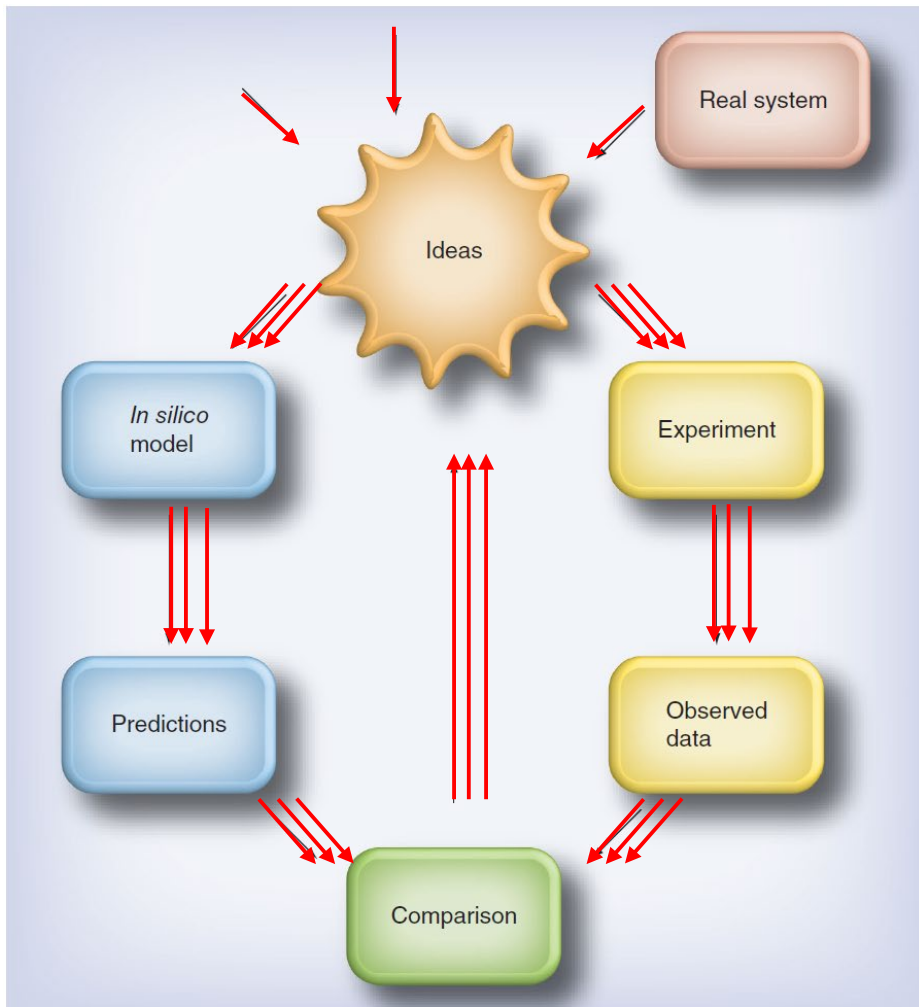 Real system
Ideas
In silico
model
Experiment
Predictions
Observed
data
Comparison